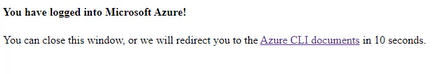 You have logged into Microsoft Azure!
You can close this window, or we will redirect you to the Azure CLI documents in 10 seconds.